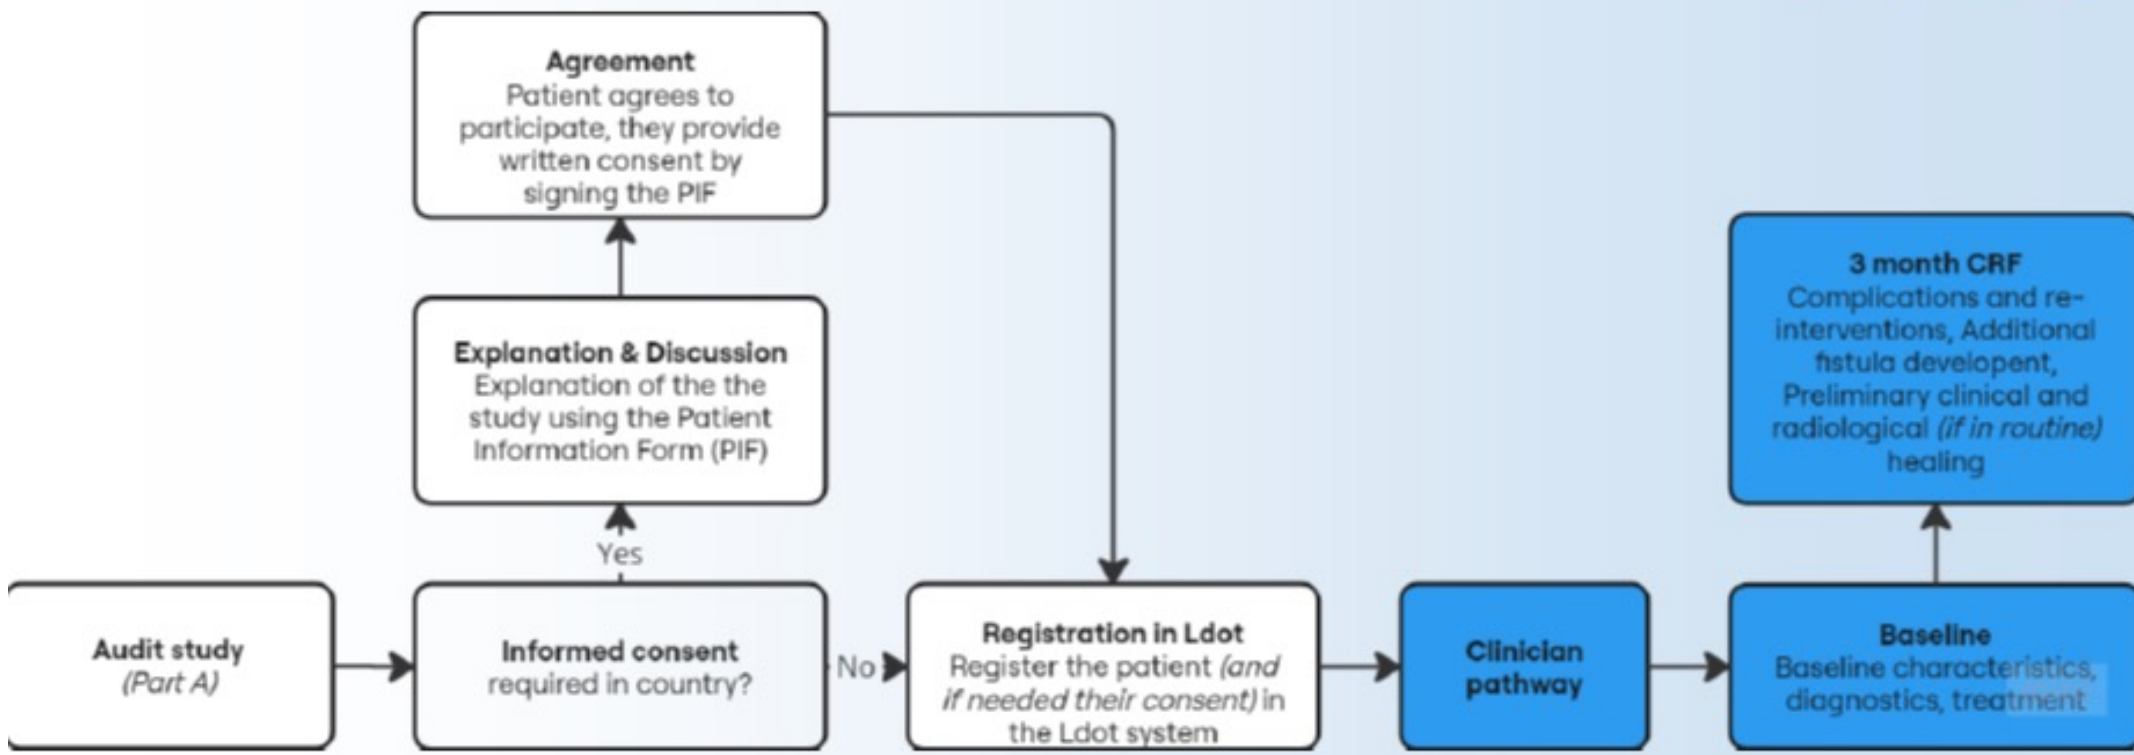 Agreement
Patient agrees to
participate, they provide
written consent by
signing the PIF
Explanation & Discussion
Explanation of the the
study using the Patient
Information Form (PIF)
Yes
Audit study
(Part A)
Informed consent
required in country?
No
Registration in Ldot
Register the patient (and
if needed their consent) in
the Ldot system
Clinician
pathway
Baseline
Baseline characteristics,
diagnostics, treatment
3 month CRF
Complications and re-
interventions, Additional
fistula developent,
Preliminary clinical and
radiological (if in routine)
healing